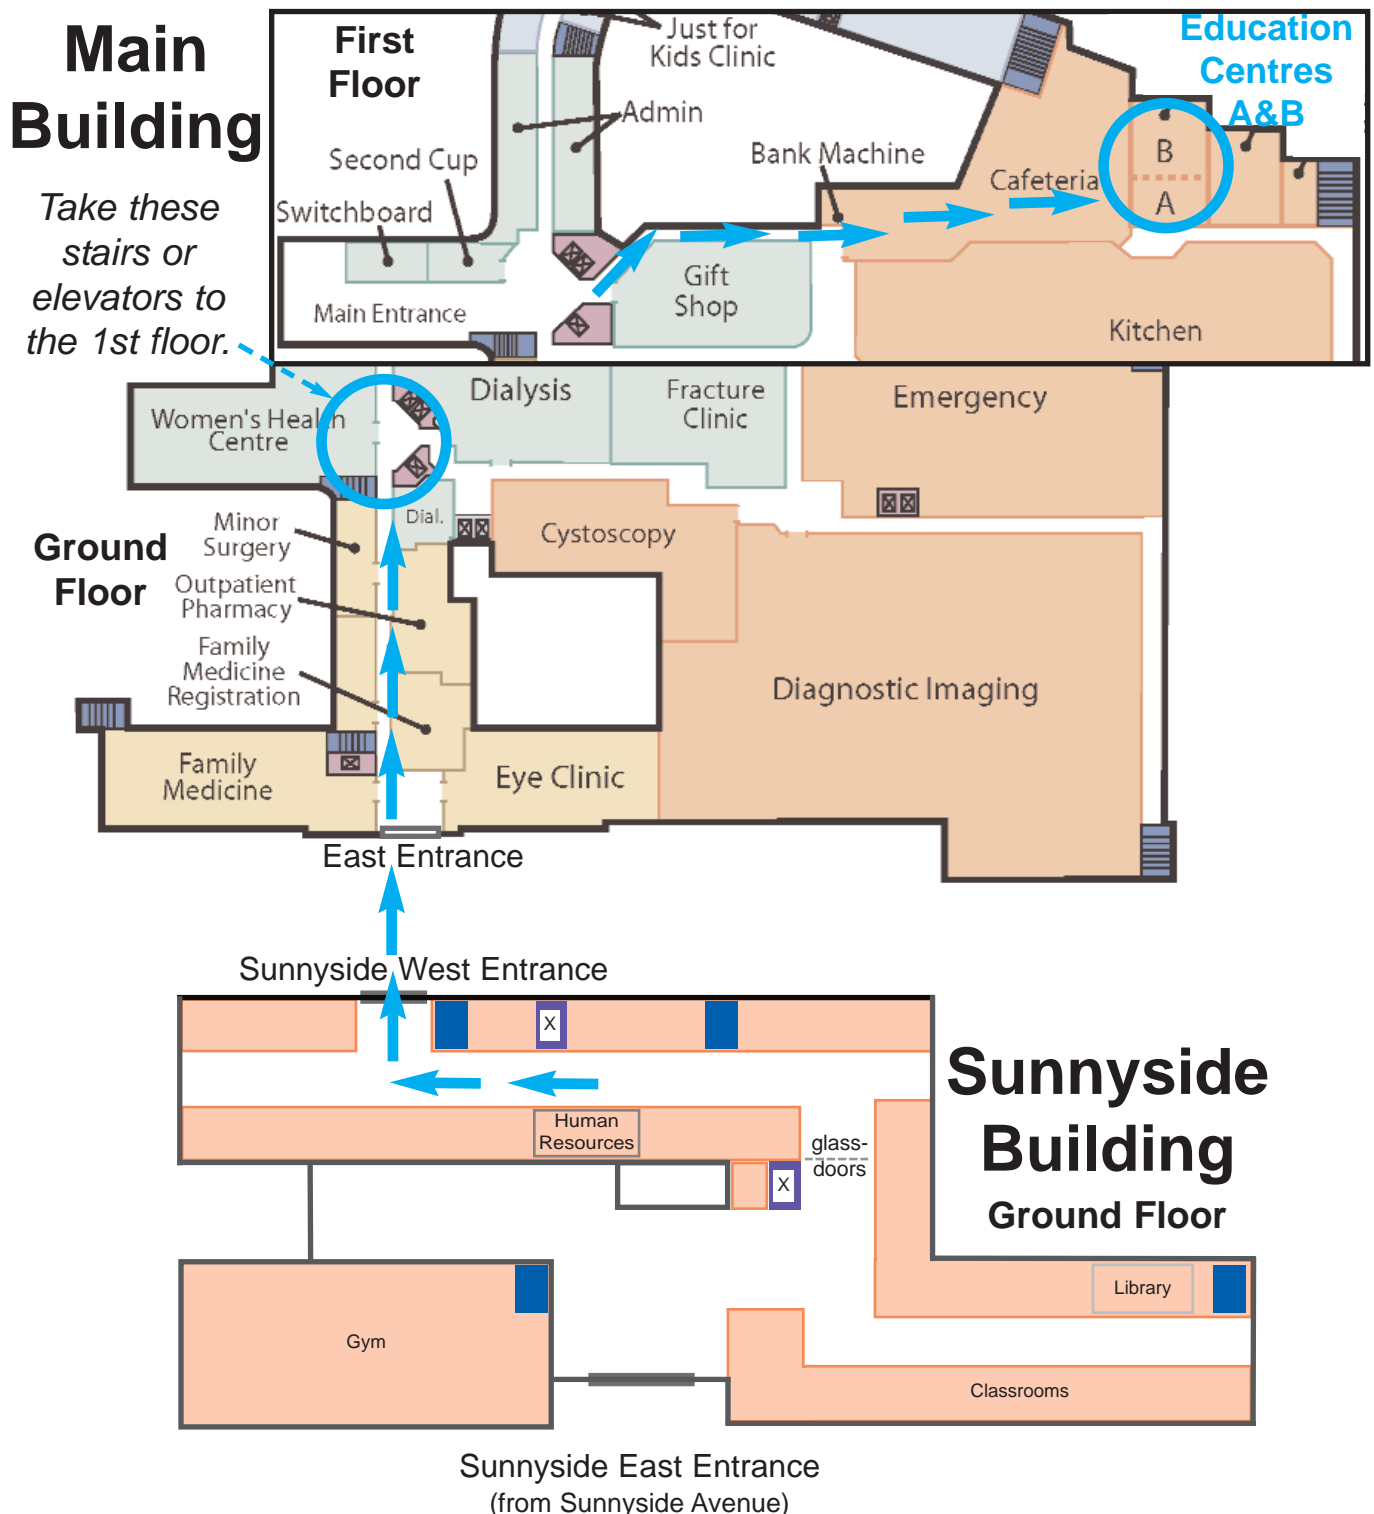 Main
Building
Take these
stairs or
elevators to
the 1st floor.
First
Floor
Just for
Kids Clinic
Admin
Second Cup
Switchboard
Main Entrance
Bank Machine
Cafeteria
Education
Centres
A&B
B
A
Gift
Shop
Kitchen
Women's Health
Centre
Dialysis
Fracture
Clinic
Emergency
Ground
Floor
Minor
Surgery
Dial.
Cystoscopy
Outpatient
Pharmacy
Family
Medicine
Registration
Diagnostic Imaging
Family
Medicine
Eye Clinic
East Entrance
Sunnyside West Entrance
X
Human
Resources
glass-
doors
X
Sunnyside
Building
Ground Floor
Library
Gym
Classrooms
Sunnyside East Entrance
(from Sunnyside Avenue)